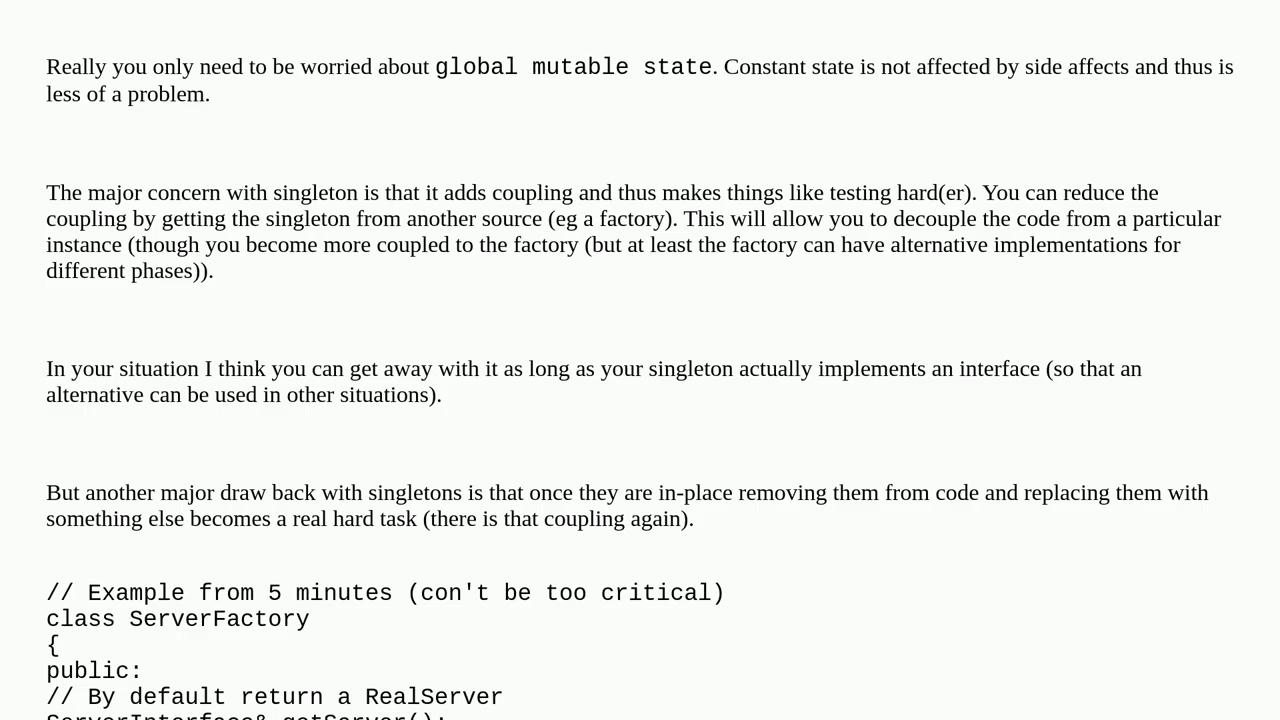 Really you only need to be worried about global mutable state. Constant state is not affected by side affects and thus is
less of a problem.
The major concern with singleton is that it adds coupling and thus makes things like testing hard(er). You can reduce the
coupling by getting the singleton from another source (eg a factory). This will allow you to decouple the code from a particular
instance (though you become more coupled to the factory (but at least the factory can have alternative implementations for
different phases)).
In your situation I think you can get away with it as long as your singleton actually implements an interface (so that an
alternative can be used in other situations).
But another major draw back with singletons is that once they are in-place removing them from code and replacing them with
something else becomes a real hard task (there is that coupling again).
// Example from 5 minutes (con't be too critical)
class ServerFactory
{
public:
// By default return a RealServer
ServerInterface& getServer();